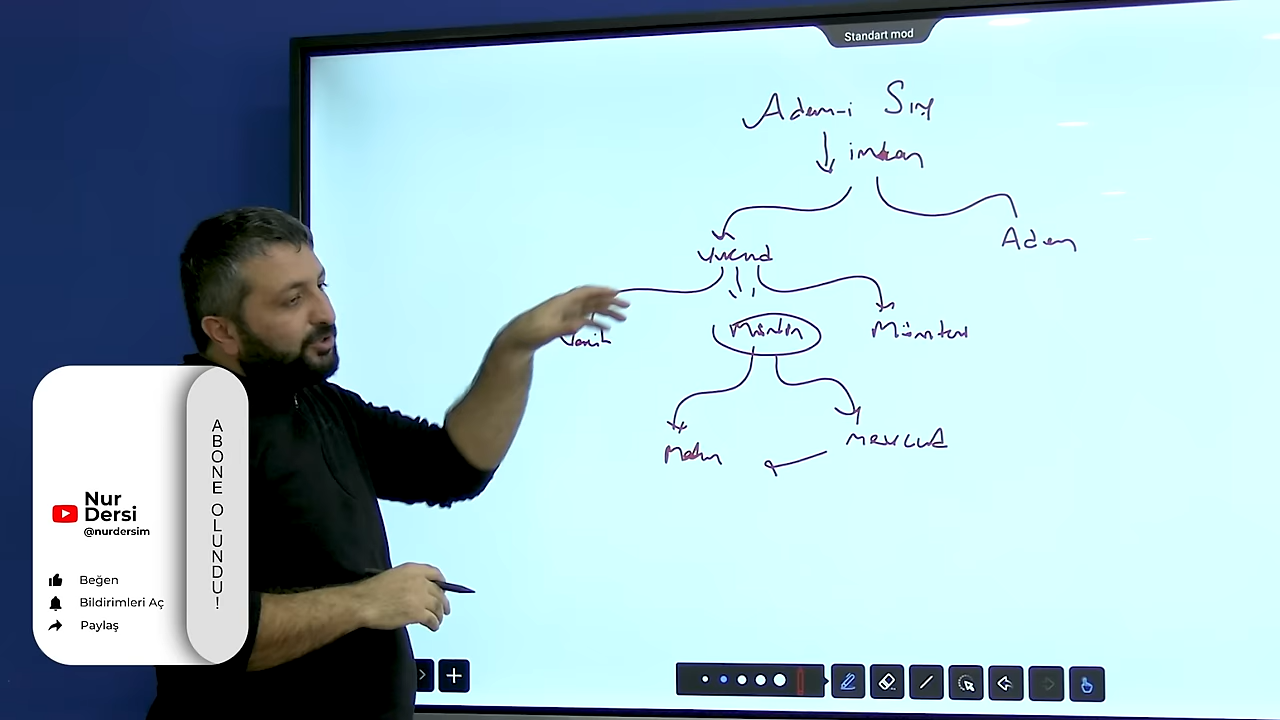 Standart mod
Adem-i Sırf
imkan
Vücud
Adem
Vacib
Mümkin
Mümteni
Madum
Mevcud
ABONE OLUNDU!
Nur
Dersi
@nurdersim
Beğen
Bildirimleri Aç
Paylaş